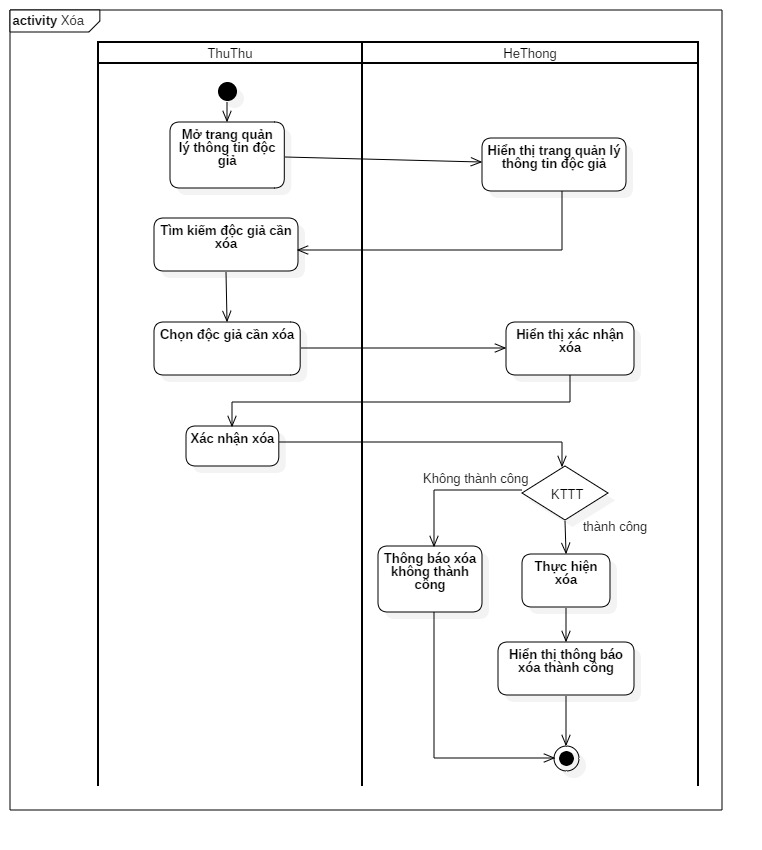 activity Xóa
ThuThu
HeThong
Mở trang quản
lý thông tin độc
giả
Hiển thị trang quản lý
thông tin độc giả
Tìm kiếm độc giả cần
xóa
Chọn độc giả cần xóa
Hiển thị xác nhận
xóa
Xác nhận xóa
Không thành công
KTTT
thành công
Thông báo xóa
không thành
công
Thực hiện
xóa
Hiển thị thông báo
xóa thành công